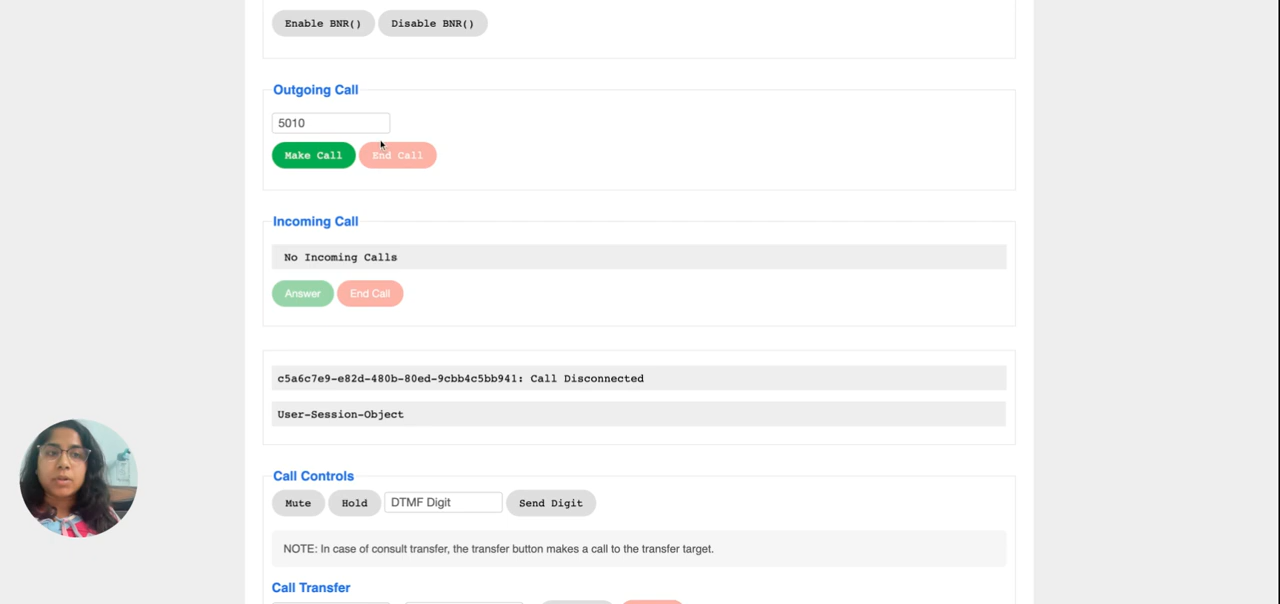 Enable BNR() Disable BNR()
Outgoing Call
5010
Make Call End Call
Incoming Call
No Incoming Calls
Answer End Call
c5a6c7e9-e82d-480b-80ed-9cbb4c5bb941: Call Disconnected
User-Session-Object
Call Controls
Mute Hold DTMF Digit Send Digit
NOTE: In case of consult transfer, the transfer button makes a call to the transfer target.
Call Transfer